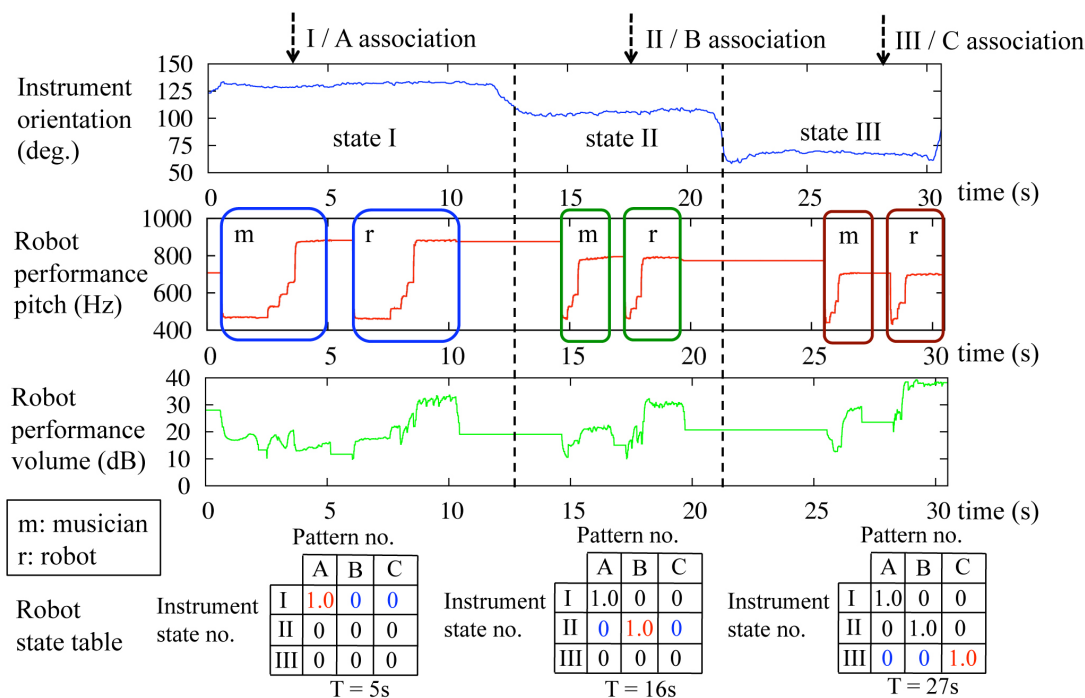 I / A association
II / B association
III / C association
Instrument
orientation
(deg.)
150
125
100
75
50
state I
state II
state III
0
5
10
15
20
25
30
time (s)
Robot
performance
pitch (Hz)
1000
800
600
400
m
r
m
r
m
r
0
5
10
15
20
25
30
time (s)
Robot
performance
volume (dB)
40
30
20
10
0
0
5
10
15
20
25
30
time (s)
m: musician
r: robot
Robot
state table
Pattern no.
Instrument
state no.
A B C
I 1.0 0 0
II 0 0 0
III 0 0 0
T = 5s
Pattern no.
Instrument
state no.
A B C
I 1.0 0 0
II 0 1.0 0
III 0 0 0
T = 16s
Pattern no.
Instrument
state no.
A B C
I 1.0 0 0
II 0 1.0 0
III 0 0 1.0
T = 27s